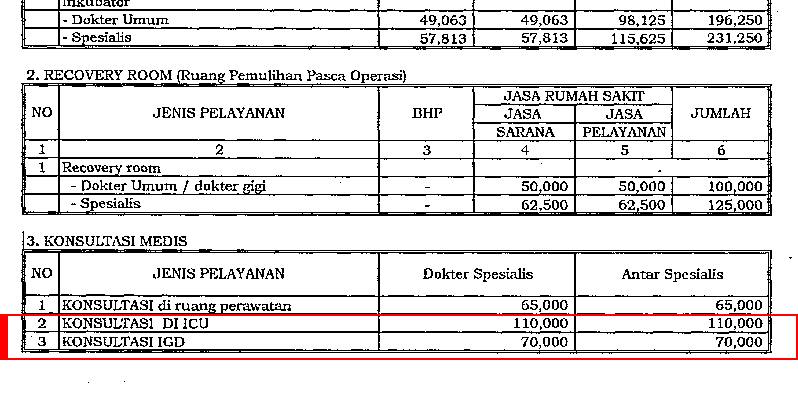 Inkubator
- Dokter Umum 49,063 49,063 98,125 196,250
- Spesialis 57,813 57,813 115,625 231,250
2. RECOVERY ROOM (Ruang Pemulihan Pasca Operasi)
NO JENIS PELAYANAN BHP JASA RUMAH SAKIT JUMLAH
JASA SARANA JASA PELAYANAN
1 2 3 4 5 6
1 Recovery room
- Dokter Umum / dokter gigi - 50,000 50,000 100,000
- Spesialis - 62,500 62,500 125,000
3. KONSULTASI MEDIS
NO JENIS PELAYANAN Dokter Spesialis Antar Spesialis
1 KONSULTASI di ruang perawatan 65,000 65,000
2 KONSULTASI DI ICU 110,000 110,000
3 KONSULTASI IGD 70,000 70,000